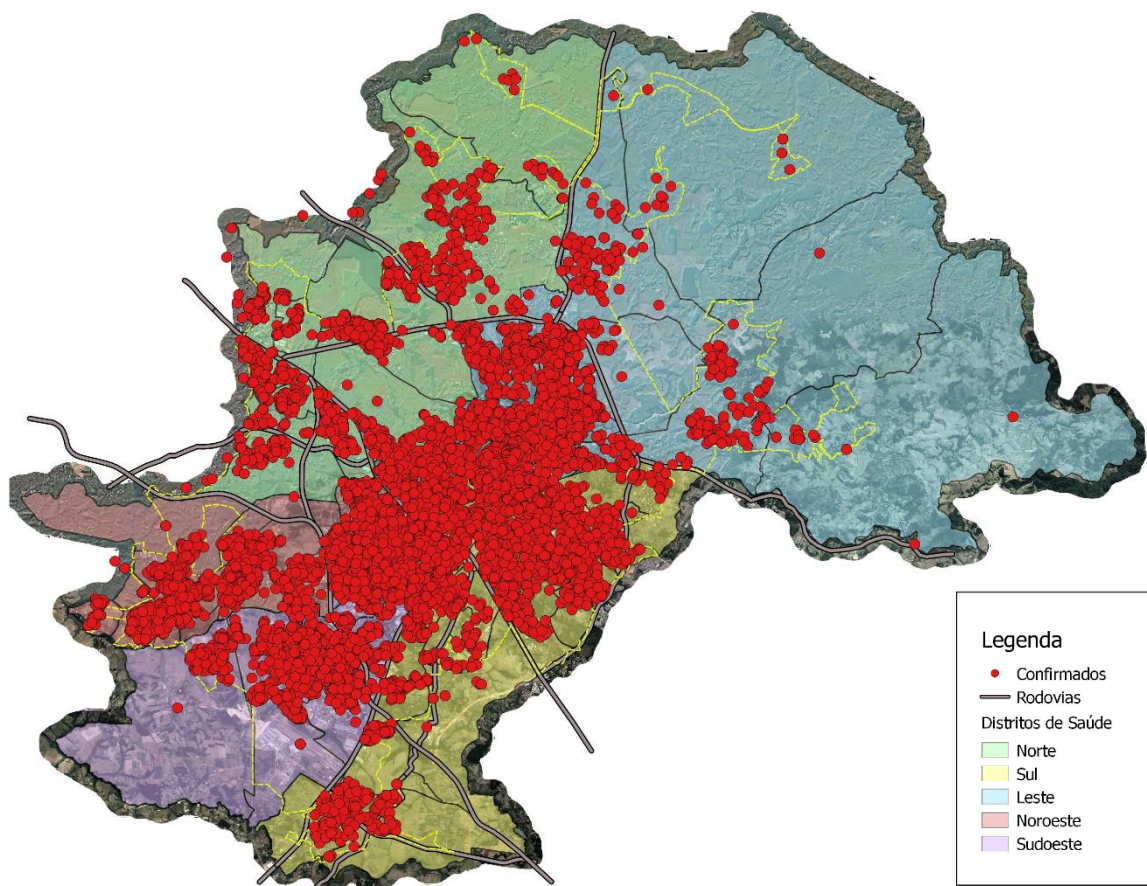 Legenda
Confirmados
Rodovias
Distritos de Saúde
Norte
Sul
Leste
Noroeste
Sudoeste